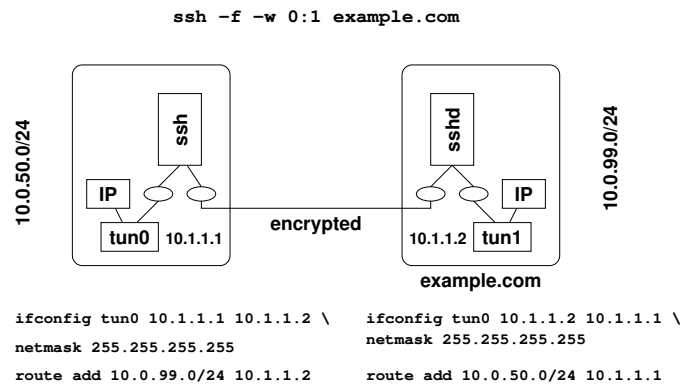 ssh −f −w 0:1 example.com
10.0.50.0/24
ssh
sshd
10.0.99.0/24
IP
IP
tun0
10.1.1.1
encrypted
10.1.1.2
tun1
example.com
ifconfig tun0 10.1.1.1 10.1.1.2 \
netmask 255.255.255.255
route add 10.0.99.0/24 10.1.1.2
ifconfig tun0 10.1.1.2 10.1.1.1 \
netmask 255.255.255.255
route add 10.0.50.0/24 10.1.1.1